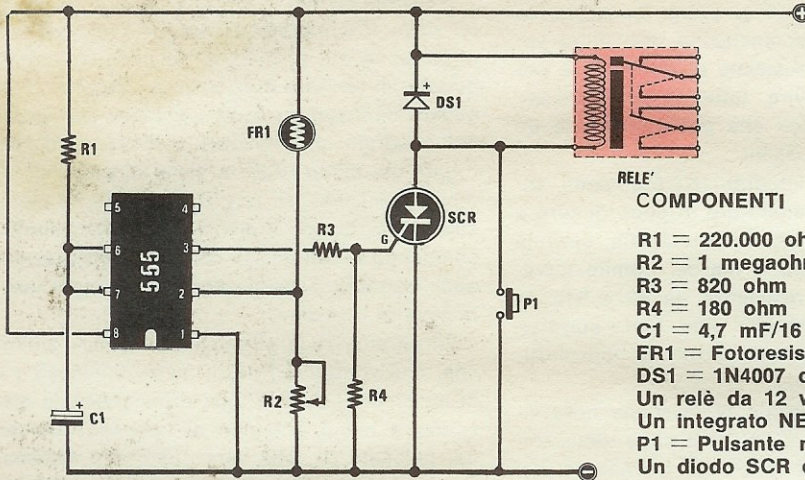 +
R1
FR1
+
DS1
RELE'
SCR
G
R3
5
4
6
3
7
2
8
1
555
P1
R2
R4
+
C1
-
COMPONENTI
R1 = 220.000 oh
R2 = 1 megaohm
R3 = 820 ohm
R4 = 180 ohm
C1 = 4,7 mF/16
FR1 = Fotoresis
DS1 = 1N4007 o
Un relè da 12 v
Un integrato NE
P1 = Pulsante n
Un diodo SCR d